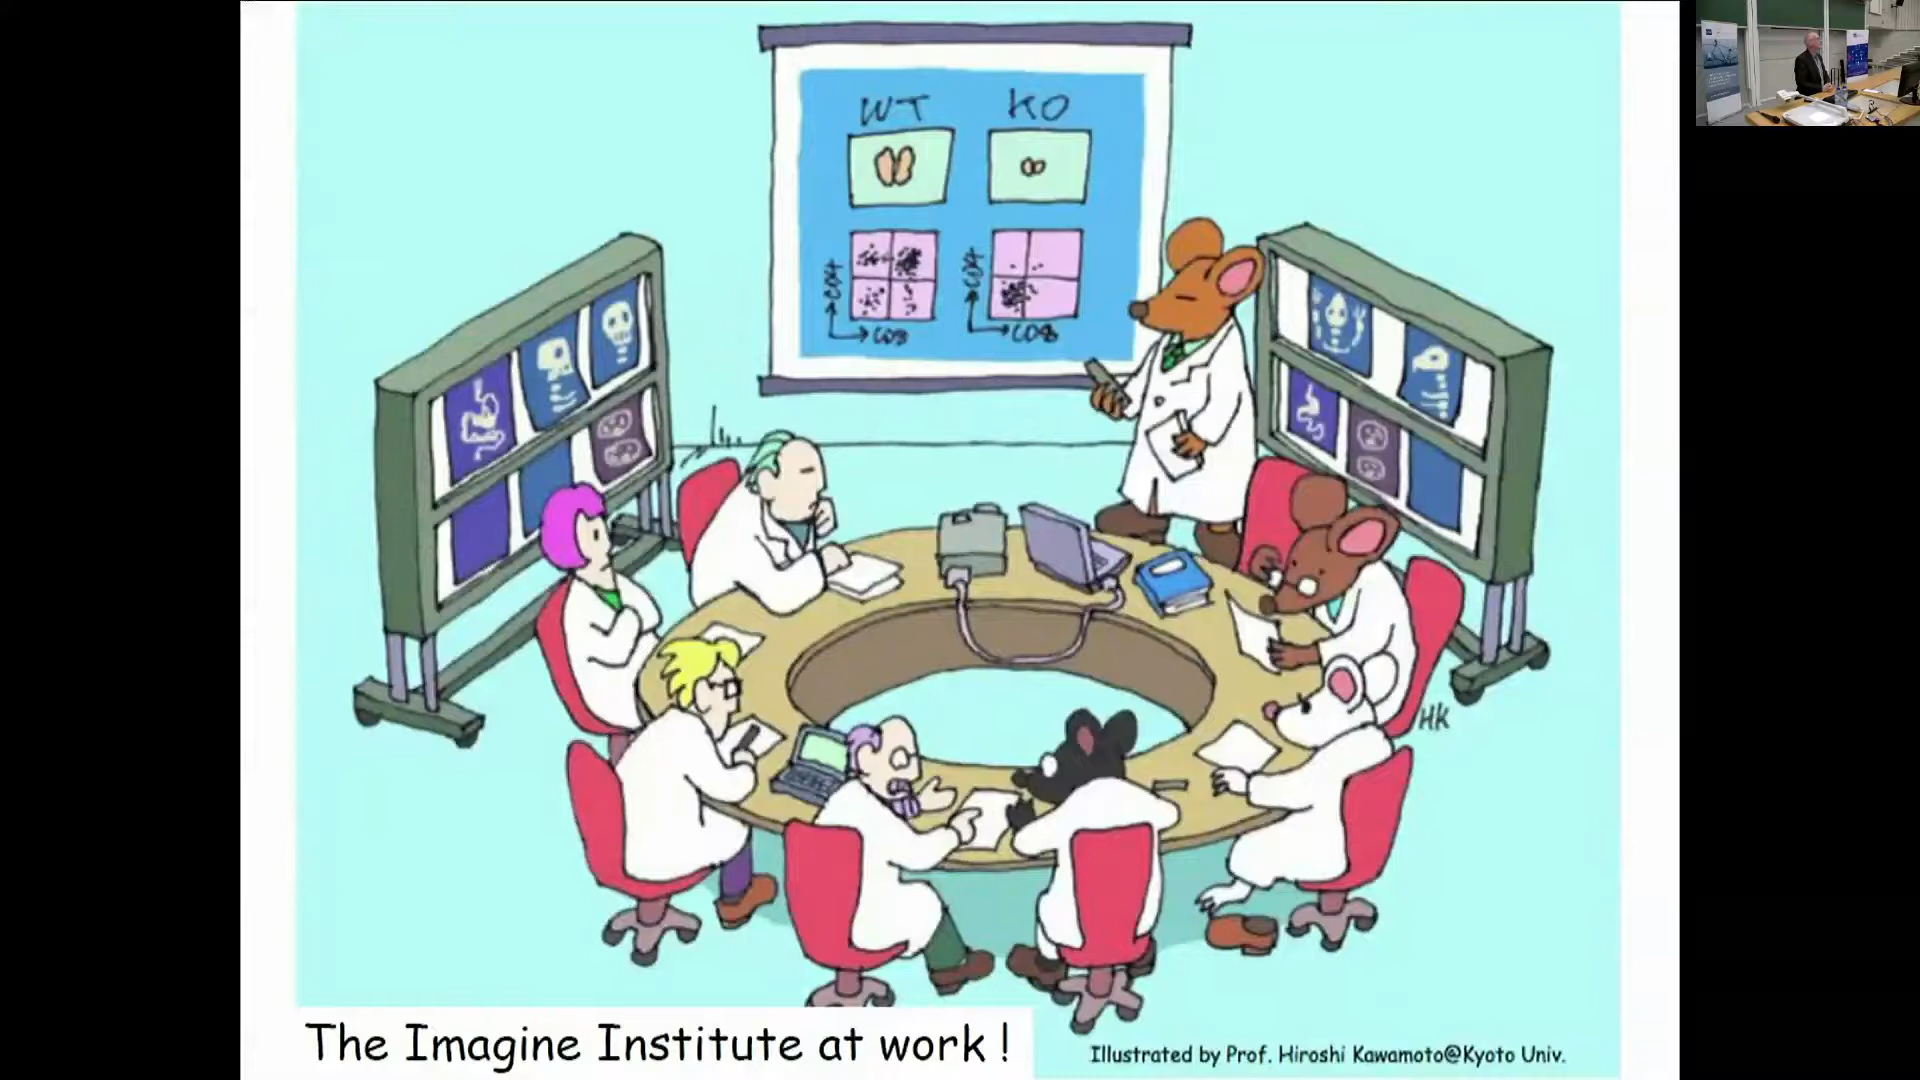 WT KO
CD4 CD4
CD8 CD8
HK
The Imagine Institute at work !
Illustrated by Prof. Hiroshi Kawamoto@Kyoto Univ.